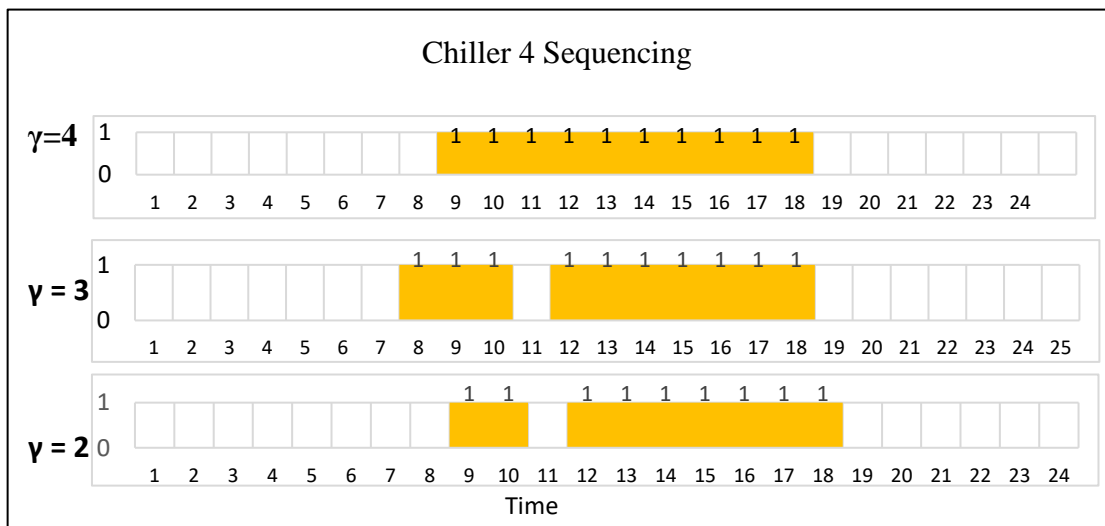 Chiller 4 Sequencing
γ=4
1
1 1 1 1 1 1 1 1 1 1
0
1 2 3 4 5 6 7 8 9 10 11 12 13 14 15 16 17 18 19 20 21 22 23 24
γ = 3
1
1 1 1 1 1 1 1 1 1 1
0
1 2 3 4 5 6 7 8 9 10 11 12 13 14 15 16 17 18 19 20 21 22 23 24 25
γ = 2
1
1 1 1 1 1 1 1 1 1
0
1 2 3 4 5 6 7 8 9 10 11 12 13 14 15 16 17 18 19 20 21 22 23 24
Time